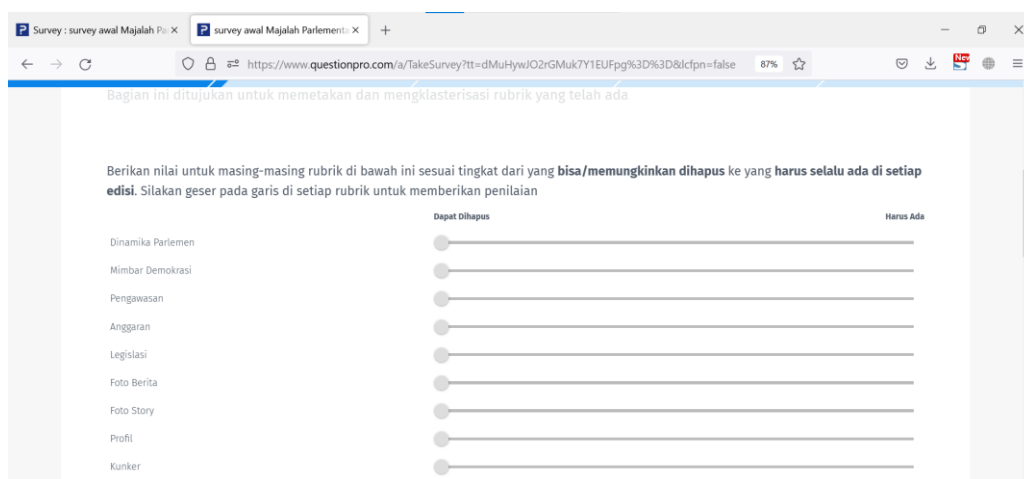 Survey : survey awal Majalah Pa
survey awal Majalah Parlementa
https://www.questionpro.com/a/TakeSurvey?tt=dMuHywJO2rGMuk7Y1EUFpg%3D%3D&lcfpn=false
87%
New
Bagian ini ditujukan untuk memetakan dan mengklasterisasi rubrik yang telah ada
Berikan nilai untuk masing-masing rubrik di bawah ini sesuai tingkat dari yang bisa/memungkinkan dihapus ke yang harus selalu ada di setiap
edisi. Silakan geser pada garis di setiap rubrik untuk memberikan penilaian
Dapat Dihapus Harus Ada
Dinamika Parlemen
Mimbar Demokrasi
Pengawasan
Anggaran
Legislasi
Foto Berita
Foto Story
Profil
Kunker